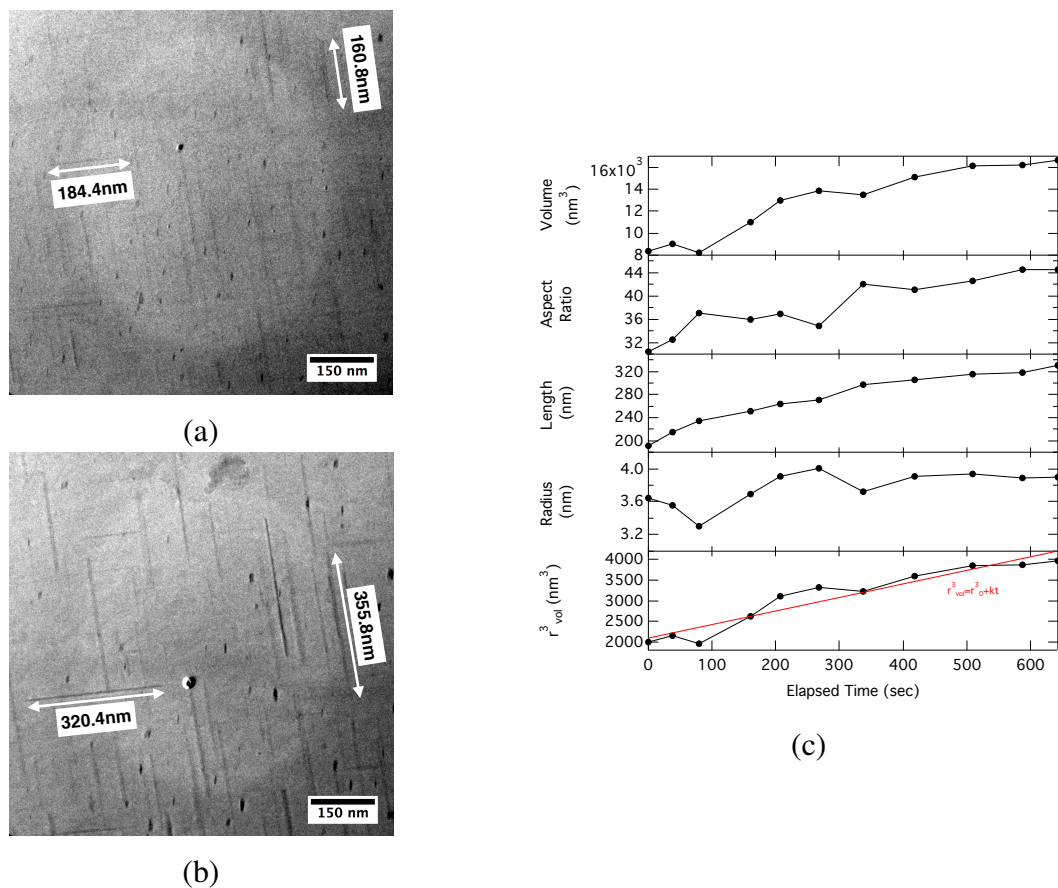 160.8nm
184.4nm
150 nm
(a)
355.8nm
320.4nm
150 nm
(b)
16x10³
14
12
10
8
Volume
(nm³)
44
40
36
32
Aspect
Ratio
320
280
240
200
Length
(nm)
4.0
3.6
3.2
Radius
(nm)
4000
3500
3000
2500
2000
r³vol (nm³)
r³vol=r³0+kt
0
100
200
300
400
500
600
Elapsed Time (sec)
(c)